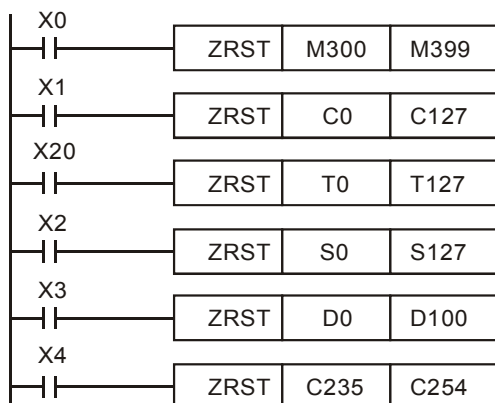 X0
ZRST M300 M399
X1
ZRST C0 C127
X20
ZRST T0 T127
X2
ZRST S0 S127
X3
ZRST D0 D100
X4
ZRST C235 C254